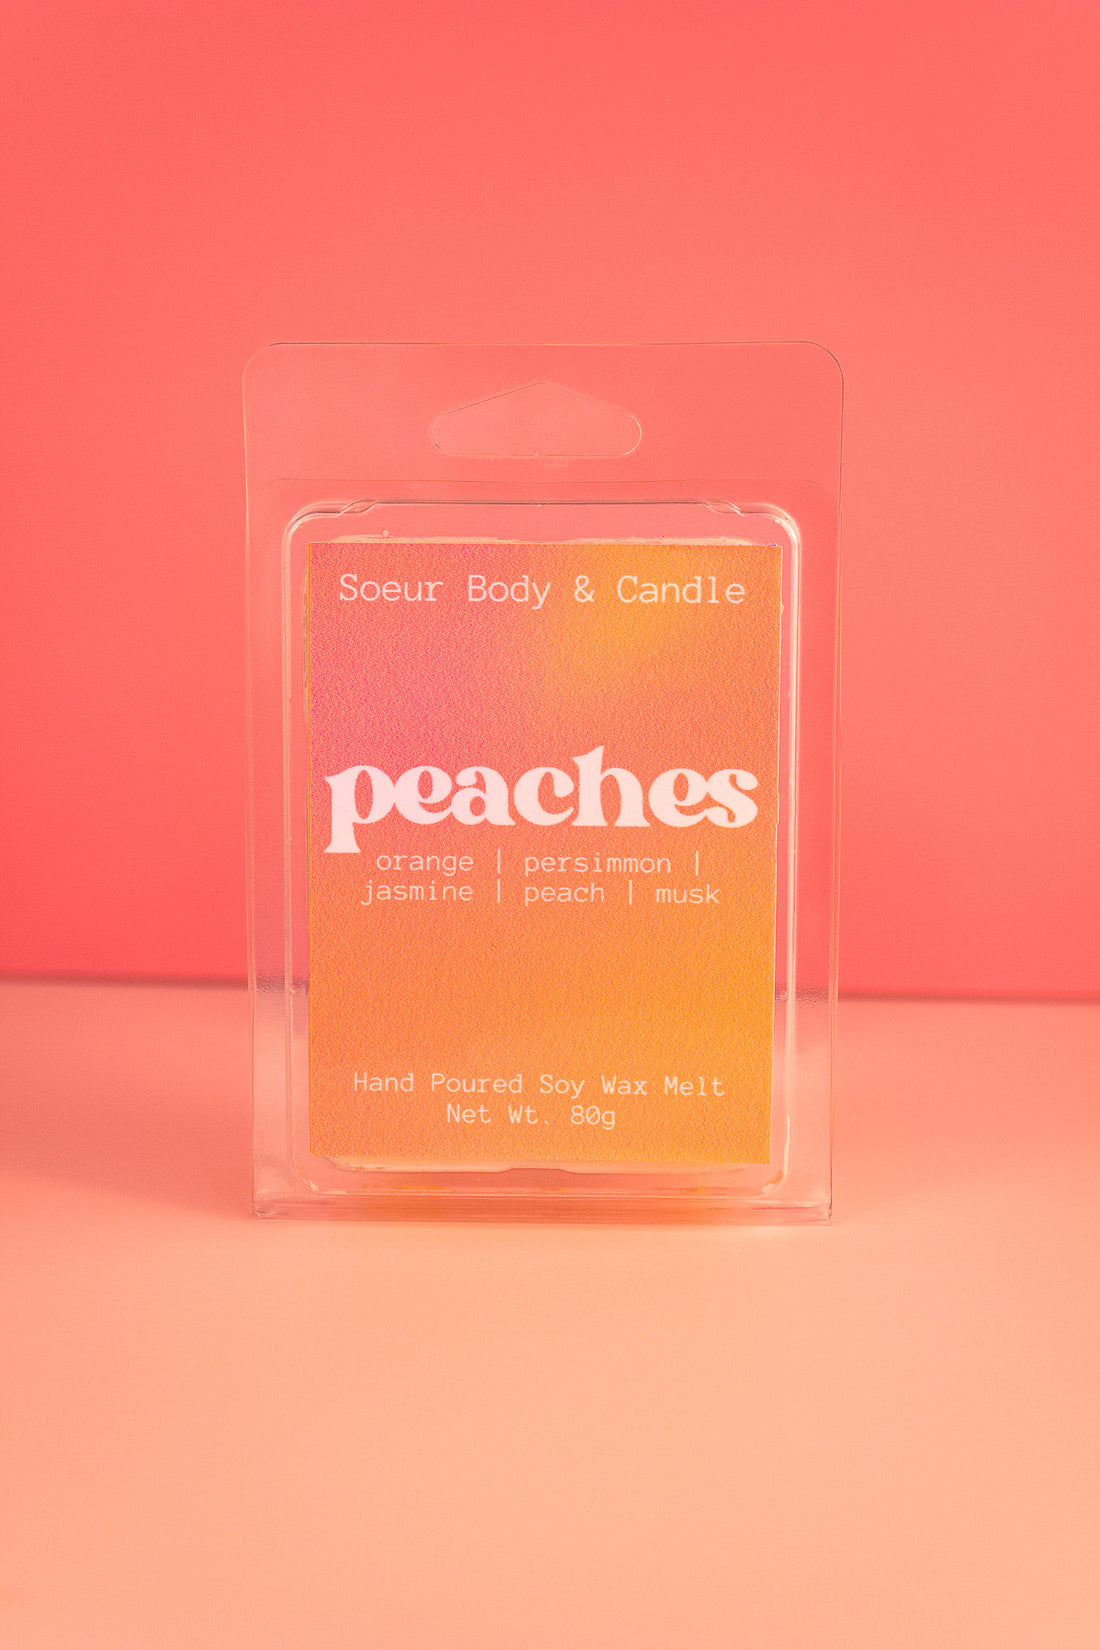 Soeur Body & Candle
peaches
orange | persimmon |
jasmine | peach | musk
Hand Poured Soy Wax Melt
Net Wt. 80g